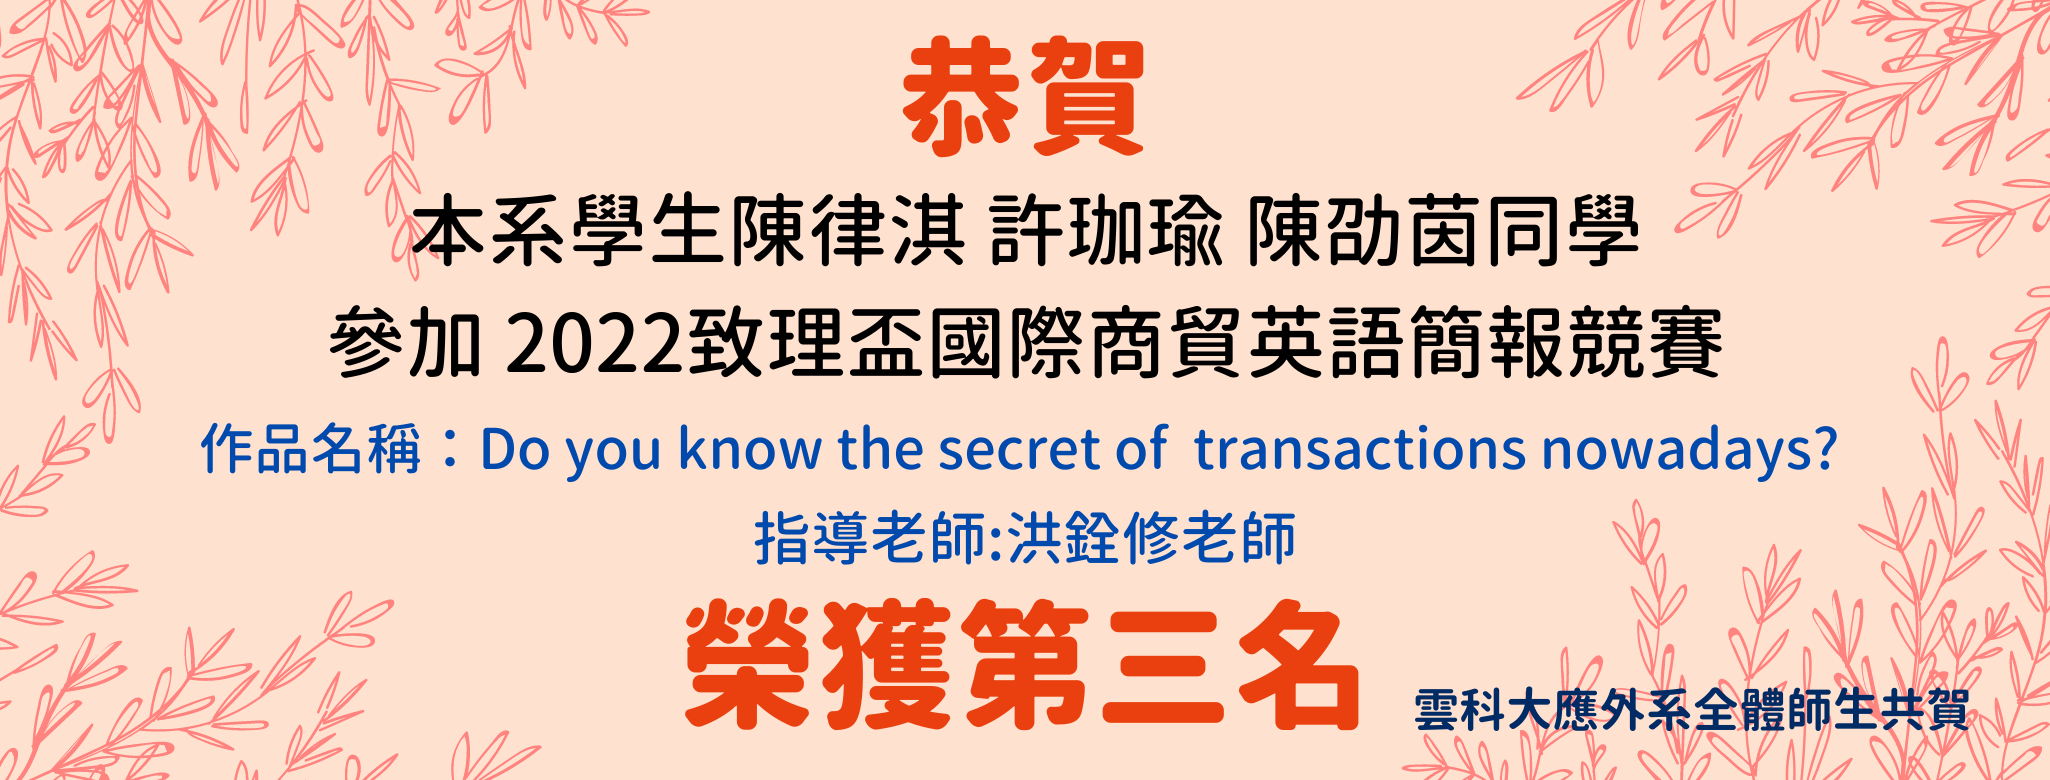 恭賀
本系學生陳律淇 許珈瑜 陳劭茵同學
參加 2022致理盃國際商貿英語簡報競賽
作品名稱：Do you know the secret of  transactions nowadays?
指導老師:洪銓修老師
榮獲第三名
雲科大應外系全體師生共賀